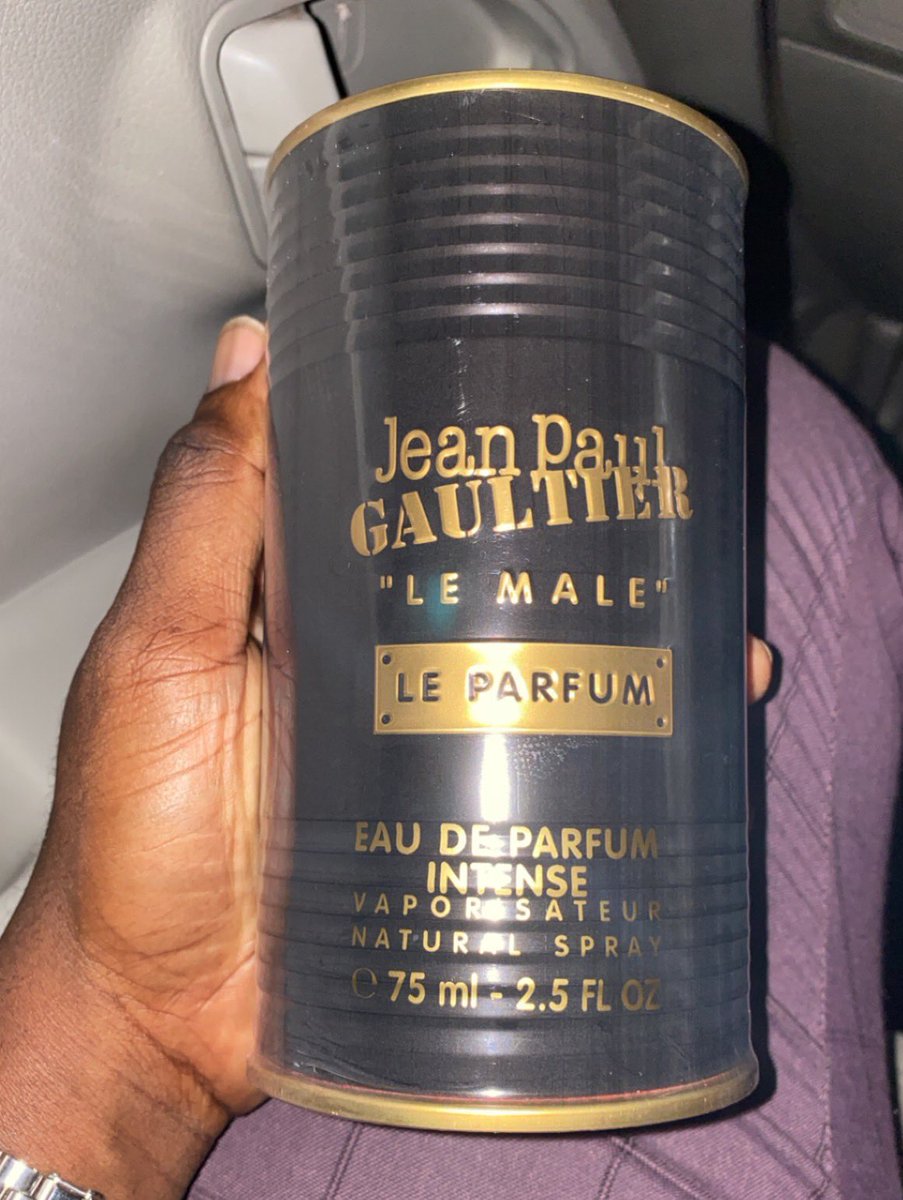 Jean Paul
GAULTIER
"LE MALE"
LE PARFUM
EAU DE PARFUM
INTENSE
VAPORISATEUR
NATURAL SPRAY
℮ 75 ml - 2.5 FL OZ